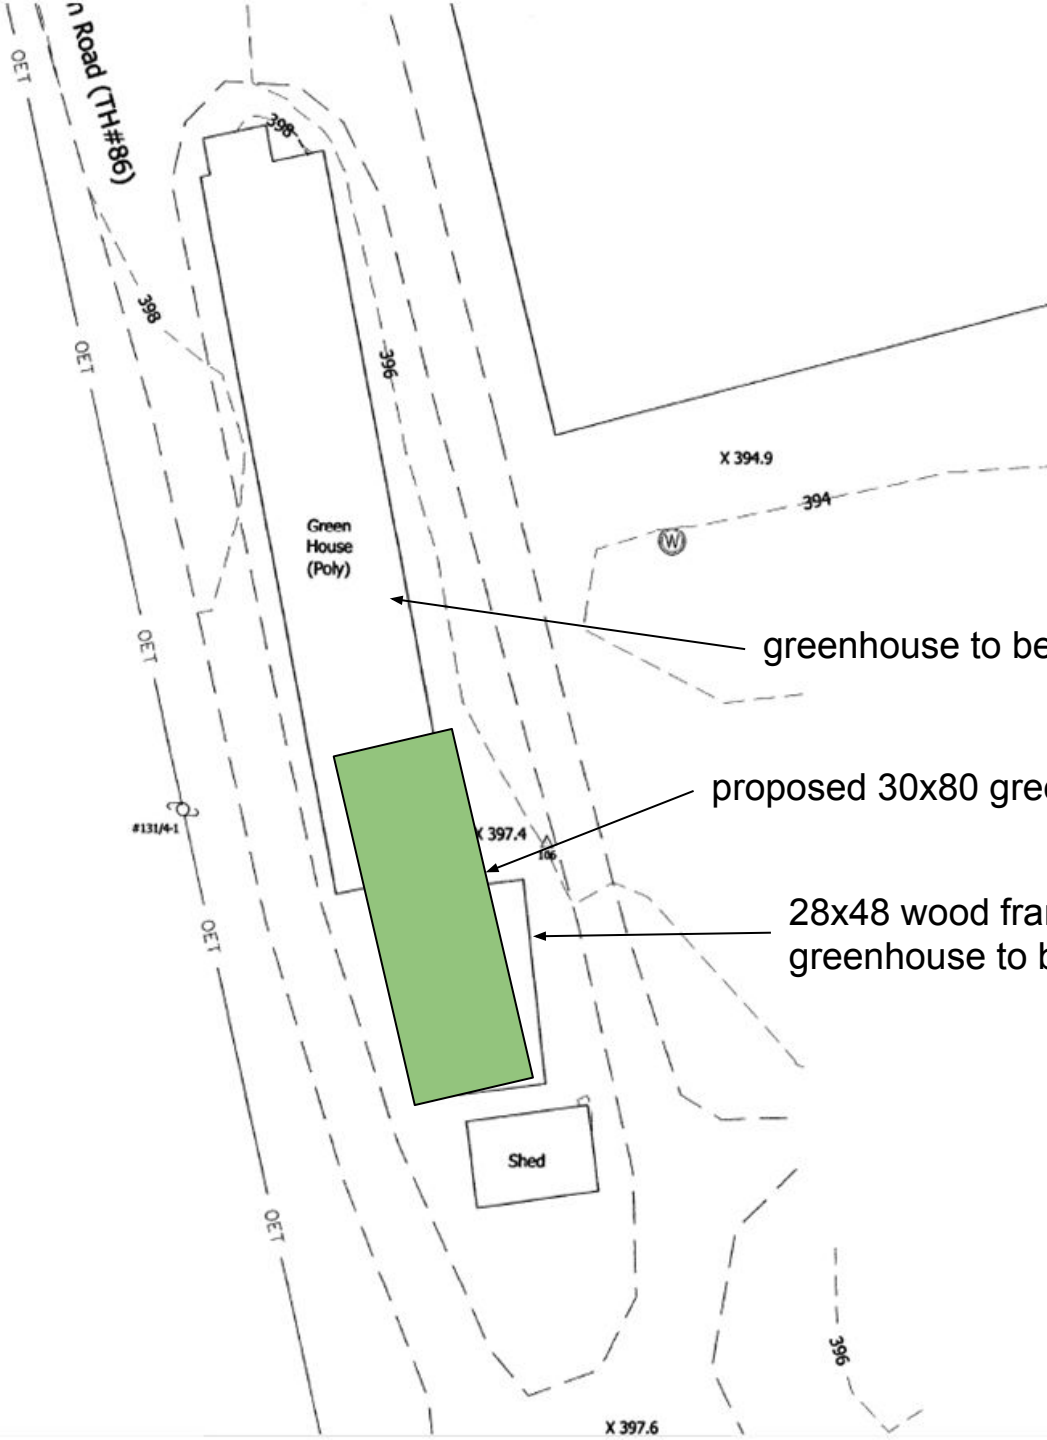 n Road (TH#86)
OET
398
398
OET
396
X 394.9
394
W
Green
House
(Poly)
greenhouse to be
OET
proposed 30x80 gre
#131/4-1
X 397.4
106
28x48 wood fra
greenhouse to b
OET
Shed
OET
396
X 397.6